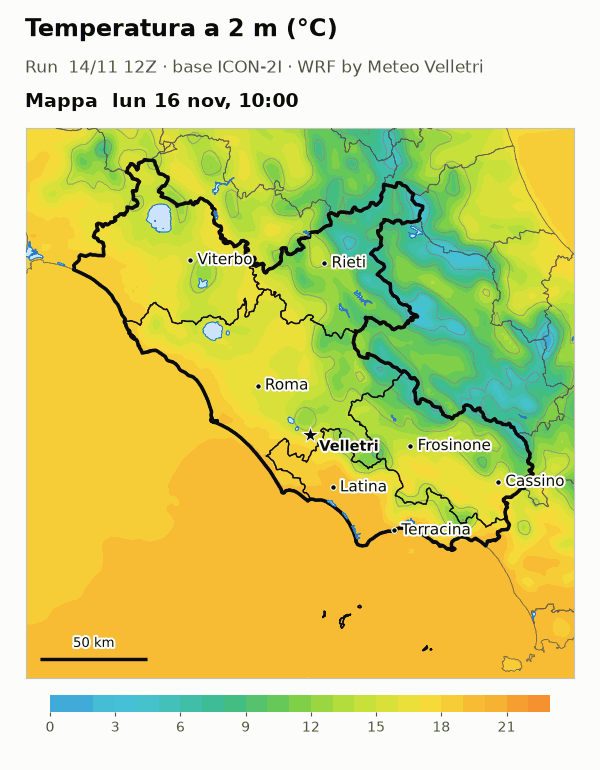 Temperatura a 2 m (°C)
Run  14/11 12Z · base ICON-2I · WRF by Meteo Velletri
Mappa  lun 16 nov, 10:00
Viterbo
Rieti
Roma
Velletri
Frosinone
Cassino
Latina
Terracina
50 km
0 3 6 9 12 15 18 21